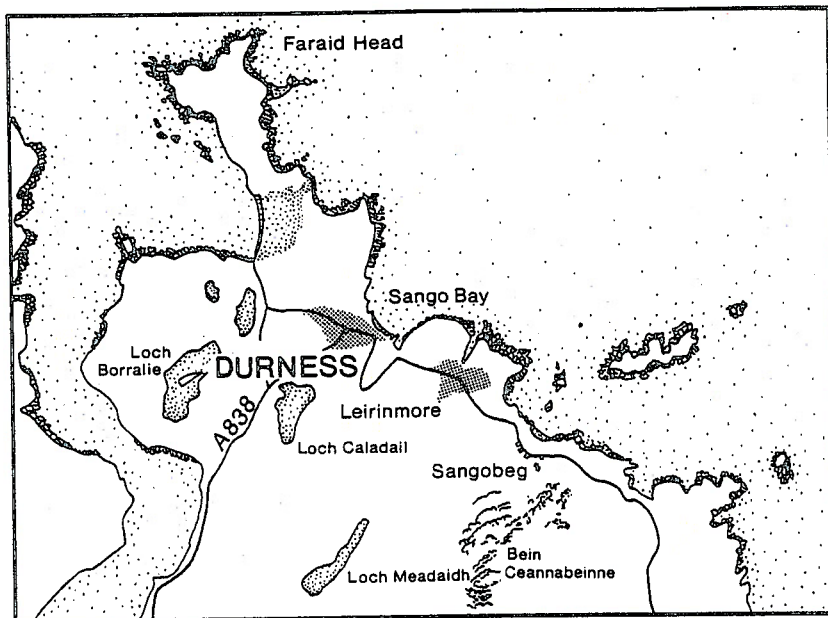 Faraid Head
Sango Bay
Loch
Borralie
DURNESS
A838
Leirinmore
Loch Caladail
Sangobeg
Loch Meadaidh
Bein
Ceannabeinne